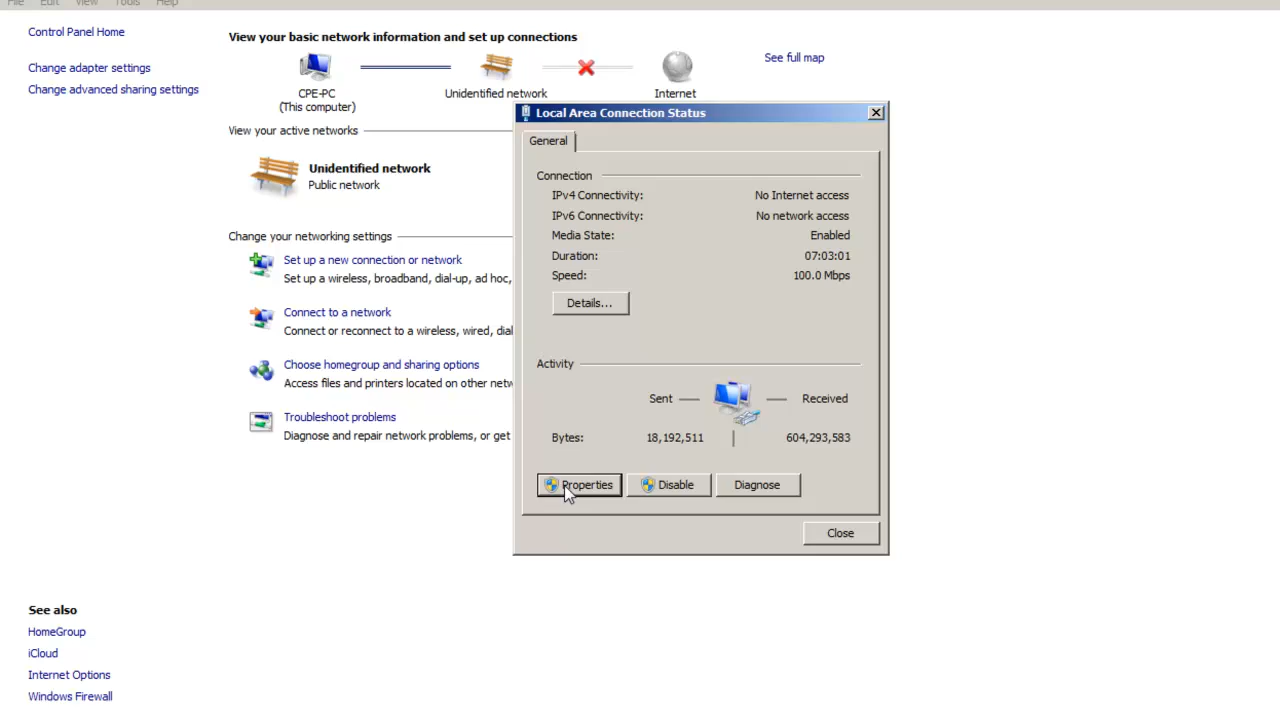 File Edit View Tools Help
Control Panel Home
Change adapter settings
Change advanced sharing settings
View your basic network information and set up connections
See full map
CPE-PC
(This computer)
Unidentified network
Internet
View your active networks
Unidentified network
Public network
Change your networking settings
Set up a new connection or network
Set up a wireless, broadband, dial-up, ad hoc,
Connect to a network
Connect or reconnect to a wireless, wired, dial
Choose homegroup and sharing options
Access files and printers located on other netw
Troubleshoot problems
Diagnose and repair network problems, or get
See also
HomeGroup
iCloud
Internet Options
Windows Firewall
Local Area Connection Status
General
Connection
IPv4 Connectivity: No Internet access
IPv6 Connectivity: No network access
Media State: Enabled
Duration: 07:03:01
Speed: 100.0 Mbps
Details...
Activity
Sent Received
Bytes: 18,192,511 604,293,583
Properties Disable Diagnose
Close